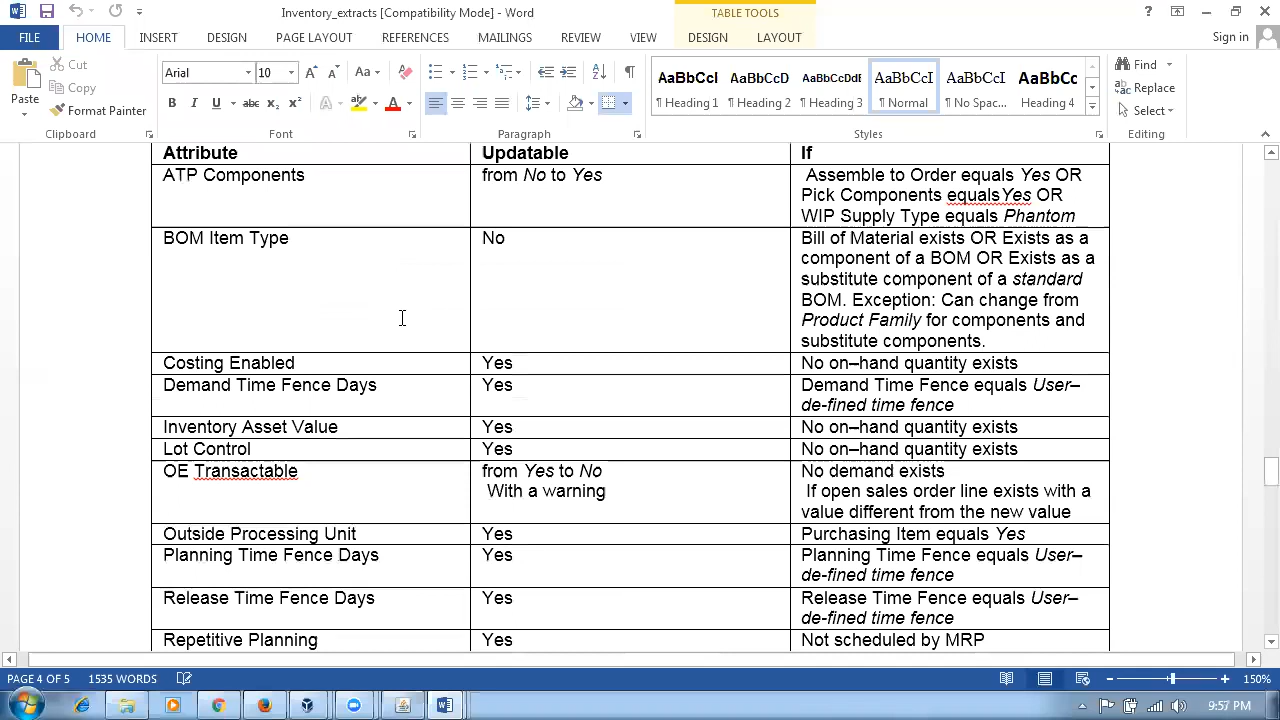 Inventory_extracts [Compatibility Mode] - Word
TABLE TOOLS
?
FILE HOME INSERT DESIGN PAGE LAYOUT REFERENCES MAILINGS REVIEW VIEW DESIGN LAYOUT Sign in
Paste
Cut
Copy
Format Painter
Clipboard
Arial 10
Aa
B I U abc x2 x2 A A
Font
Paragraph
AaBbCcI AaBbCcD AaBbCcDdE AaBbCcI AaBbCcI AaBbCc
¶ Heading 1 ¶ Heading 2 ¶ Heading 3 ¶ Normal ¶ No Spac... Heading 4
Styles
Find
Replace
Select
Editing
Attribute Updatable If
ATP Components from No to Yes Assemble to Order equals Yes OR
Pick Components equalsYes OR
WIP Supply Type equals Phantom
BOM Item Type No Bill of Material exists OR Exists as a
component of a BOM OR Exists as a
substitute component of a standard
BOM. Exception: Can change from
Product Family for components and
substitute components.
Costing Enabled Yes No on–hand quantity exists
Demand Time Fence Days Yes Demand Time Fence equals User–
de-fined time fence
Inventory Asset Value Yes No on–hand quantity exists
Lot Control Yes No on–hand quantity exists
OE Transactable from Yes to No No demand exists
With a warning If open sales order line exists with a
value different from the new value
Outside Processing Unit Yes Purchasing Item equals Yes
Planning Time Fence Days Yes Planning Time Fence equals User–
de-fined time fence
Release Time Fence Days Yes Release Time Fence equals User–
de-fined time fence
Repetitive Planning Yes Not scheduled by MRP
PAGE 4 OF 5 1535 WORDS 150%
9:57 PM